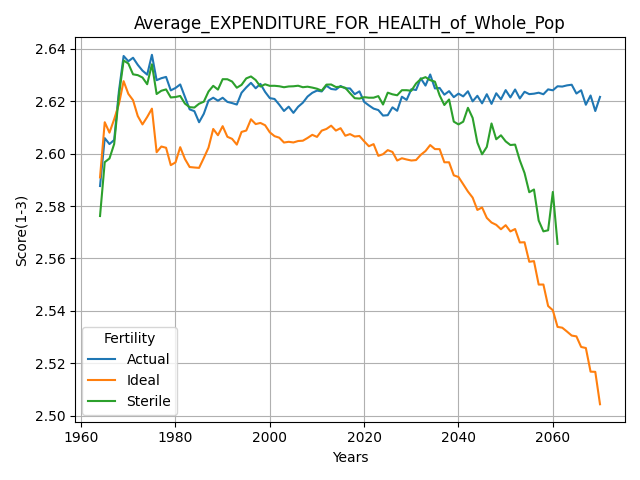 Average_EXPENDITURE_FOR_HEALTH_of_Whole_Pop
2.64
2.62
2.60
2.58
2.56
2.54
2.52
2.50
Score(1-3)
Fertility
Actual
Ideal
Sterile
1960 1980 2000 2020 2040 2060
Years